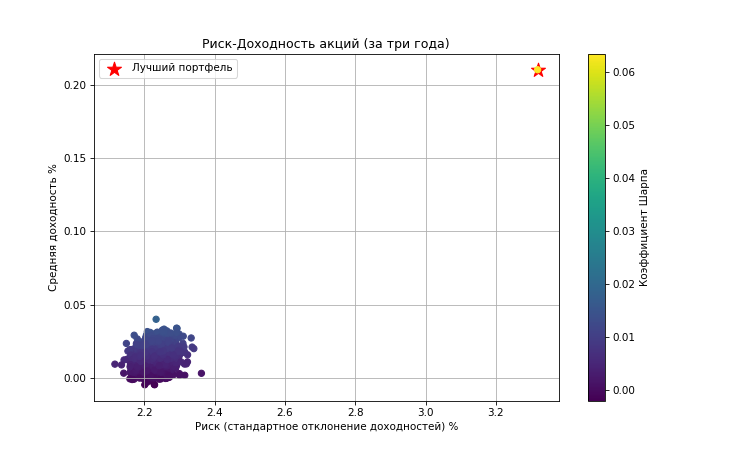 Риск-Доходность акций (за три года)
Лучший портфель
Средняя доходность %
0.20
0.15
0.10
0.05
0.00
2.2 2.4 2.6 2.8 3.0 3.2
Риск (стандартное отклонение доходностей) %
0.06
0.05
0.04
0.03
0.02
0.01
0.00
Коэффициент Шарпа